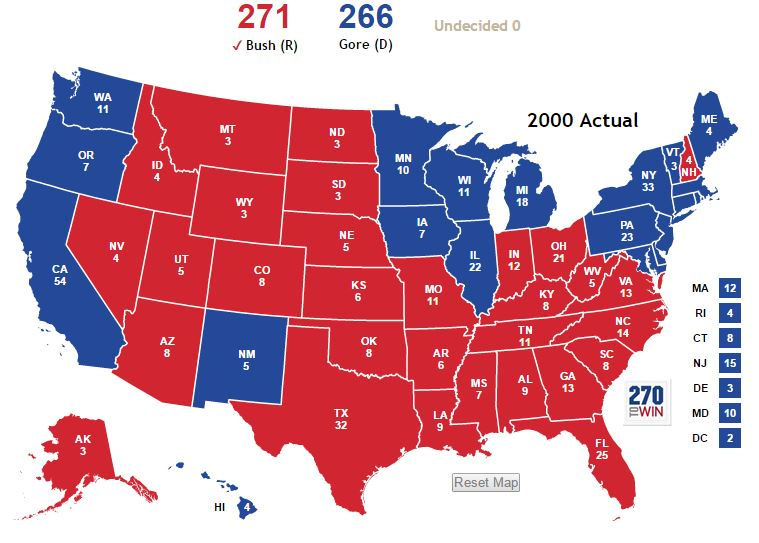 271
266
Undecided 0
✓ Bush (R)
Gore (D)
2000 Actual
WA
11
OR
7
CA
54
ID
4
NV
4
MT
3
WY
3
UT
5
AZ
8
CO
8
NM
5
ND
3
SD
3
NE
5
KS
6
OK
8
TX
32
MN
10
IA
7
MO
11
AR
6
LA
9
WI
11
IL
22
MI
18
IN
12
OH
21
KY
8
TN
11
MS
7
AL
9
GA
13
FL
25
SC
8
NC
14
VA
13
WV
5
PA
23
NY
33
VT
3
4
NH
ME
4
AK
3
HI
4
MA 12
RI 4
CT 8
NJ 15
DE 3
MD 10
DC 2
270
TO WIN
Reset Map